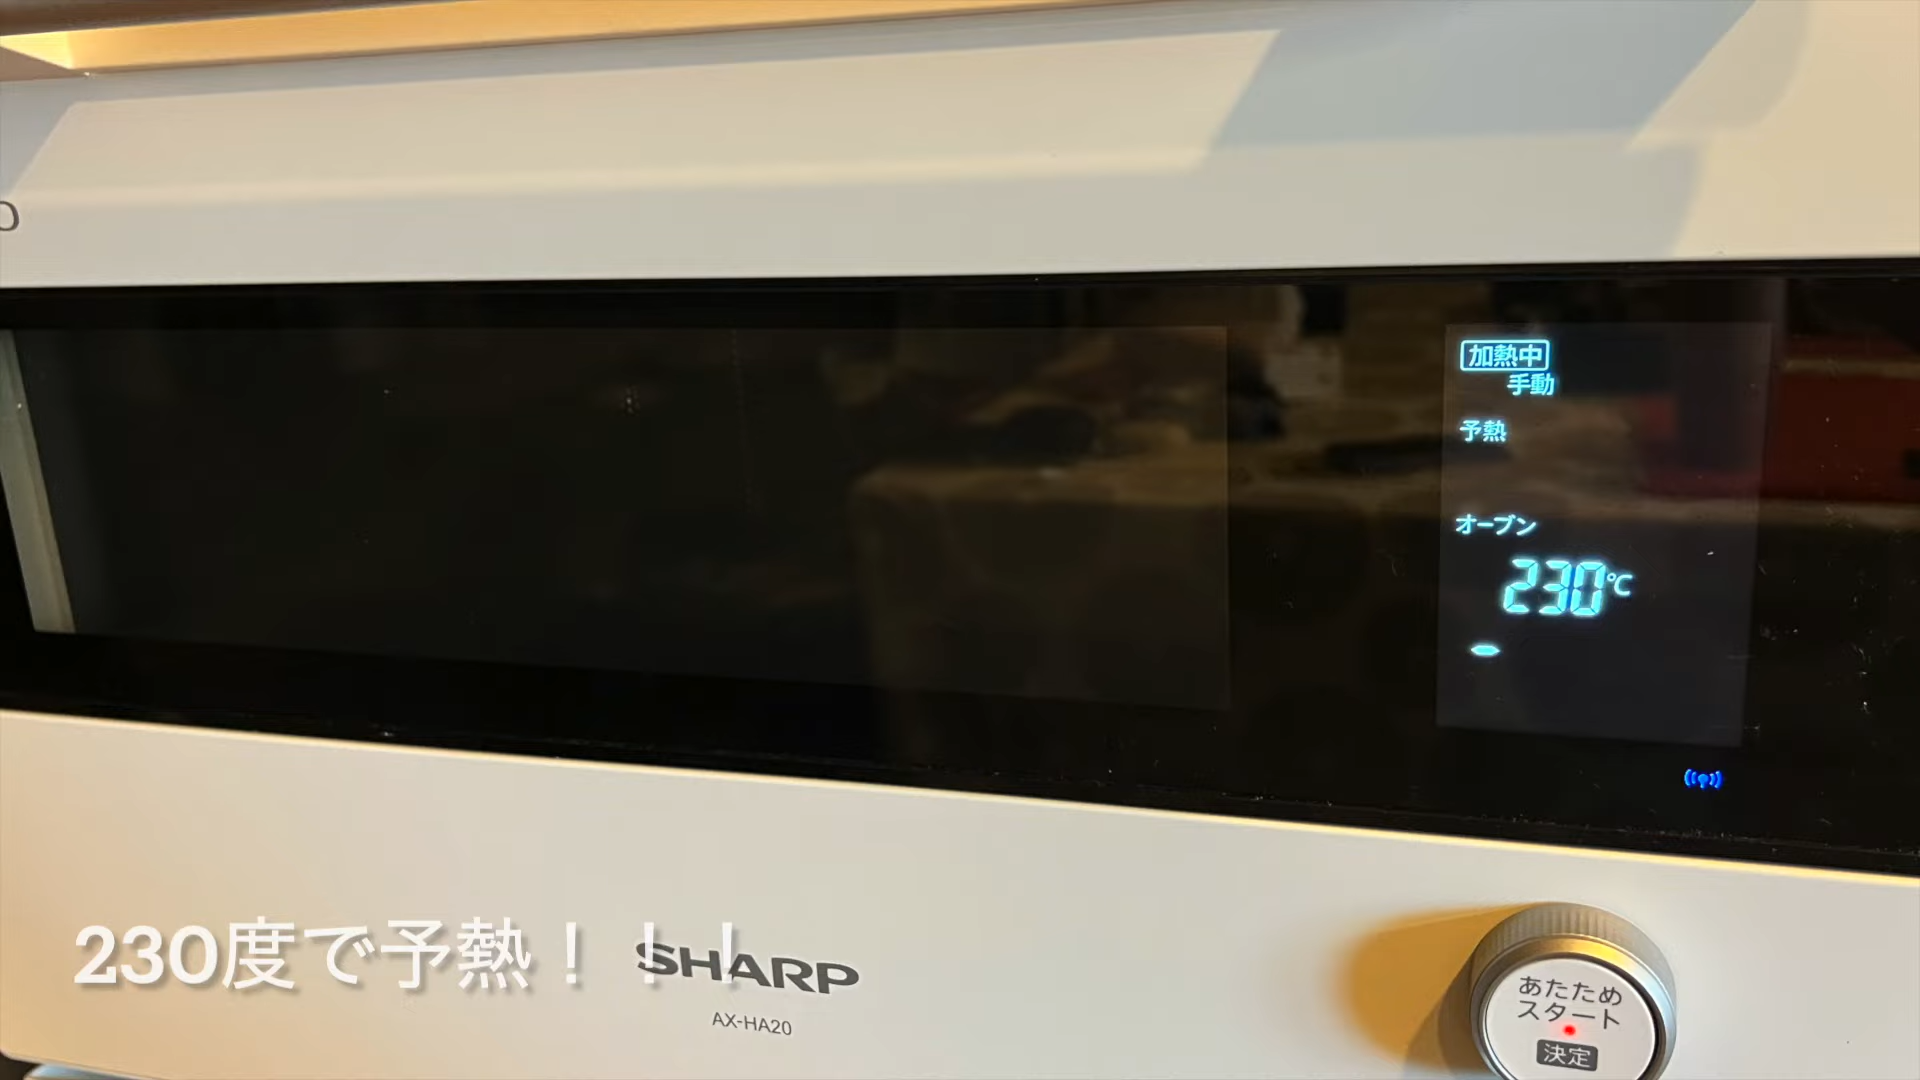 加熱中
手動
予熱
オーブン
230℃
230度で予熱！！！
SHARP
AX-HA20
あたため
スタート
決定